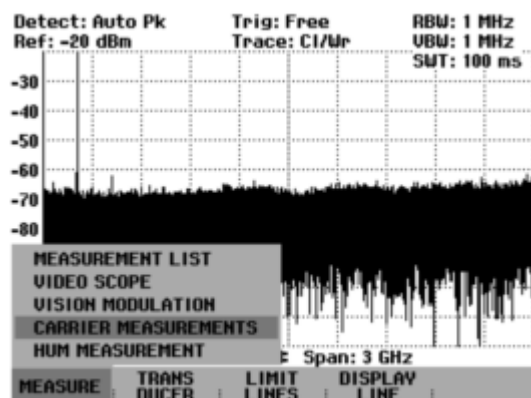 Detect: Auto Pk Trig: Free RBW: 1 MHz
Ref: -20 dBm Trace: Cl/Wr VBW: 1 MHz
SWT: 100 ms
-30
-50
-60
-70
-80
MEASUREMENT LIST
VIDEO SCOPE
VISION MODULATION
CARRIER MEASUREMENTS
HUM MEASUREMENT
Span: 3 GHz
MEASURE TRANS DUCER LIMIT LINES DISPLAY LINE